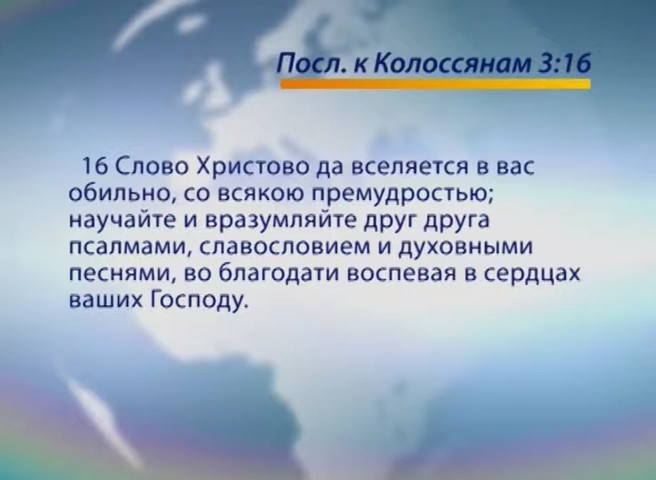 Посл. к Колоссянам 3:16
16 Слово Христово да вселяется в вас
обильно, со всякою премудростью;
научайте и вразумляйте друг друга
псалмами, славословием и духовными
песнями, во благодати воспевая в сердцах
ваших Господу.